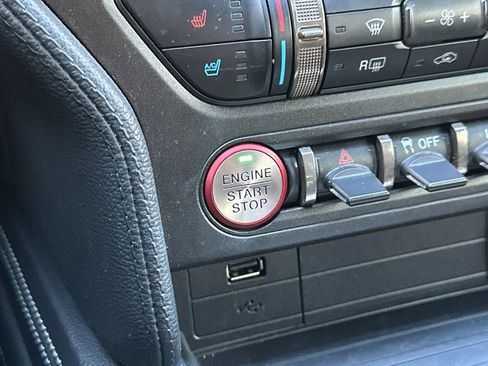 A/C
- +
R
ENGINE
START
STOP
OFF